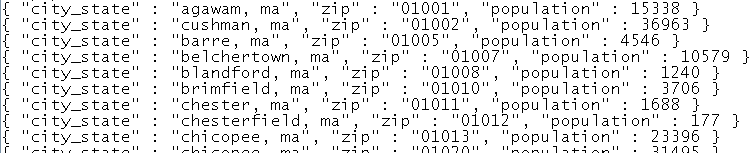 { "city_state" : "agawam, ma", "zip" : "01001", "population" : 15338 }
{ "city_state" : "cushman, ma", "zip" : "01002", "population" : 36963 }
{ "city_state" : "barre, ma", "zip" : "01005", "population" : 4546 }
{ "city_state" : "belchertown, ma", "zip" : "01007", "population" : 10579 }
{ "city_state" : "blandford, ma", "zip" : "01008", "population" : 1240 }
{ "city_state" : "brimfield, ma", "zip" : "01010", "population" : 3706 }
{ "city_state" : "chester, ma", "zip" : "01011", "population" : 1688 }
{ "city_state" : "chesterfield, ma", "zip" : "01012", "population" : 177 }
{ "city_state" : "chicopee, ma", "zip" : "01013", "population" : 23396 }
{ "city_state" : "chicopee, ma", "zip" : "01020", "population" : 31495 }